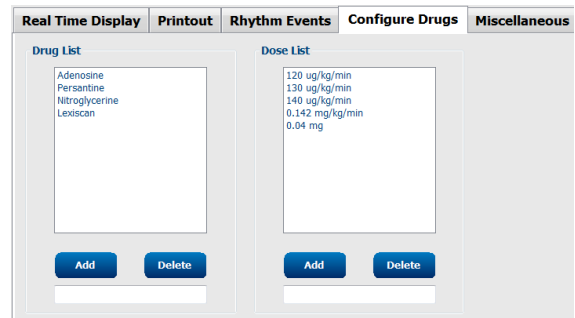 Real Time Display Printout Rhythm Events Configure Drugs Miscellaneous
Drug List
Adenosine
Persantine
Nitroglycerine
Lexiscan
Add Delete
Dose List
120 ug/kg/min
130 ug/kg/min
140 ug/kg/min
0.142 mg/kg/min
0.04 mg
Add Delete